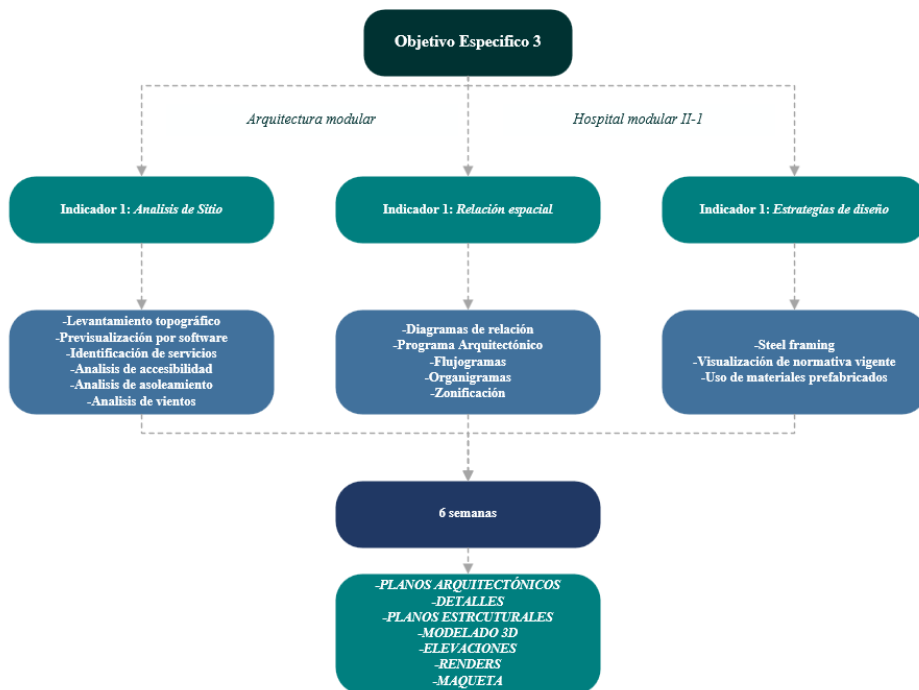 Objetivo Especifico 3
Arquitectura modular
Hospital modular II-1
Indicador 1: Analisis de Sitio
Indicador 1: Relación espacial
Indicador 1: Estrategias de diseño
-Levantamiento topográfico
-Previsualización por software
-Identificación de servicios
-Analisis de accesibilidad
-Analisis de asoleamiento
-Analisis de vientos
-Diagramas de relación
-Programa Arquitectónico
-Flujogramas
-Organigramas
-Zonificación
-Steel framing
-Visualización de normativa vigente
-Uso de materiales prefabricados
6 semanas
-PLANOS ARQUITECTÓNICOS
-DETALLES
-PLANOS ESTRCUTURALES
-MODELADO 3D
-ELEVACIONES
-RENDERS
-MAQUETA